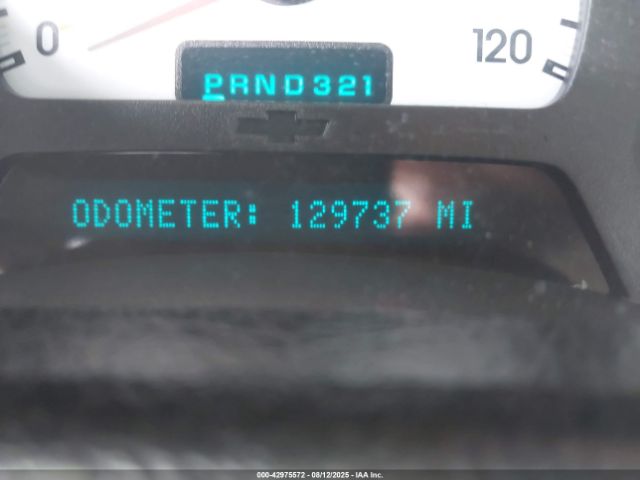 0 120
PRND321
ODOMETER: 129737 MI
000-42975572 - 08/12/2025 - IAA Inc.